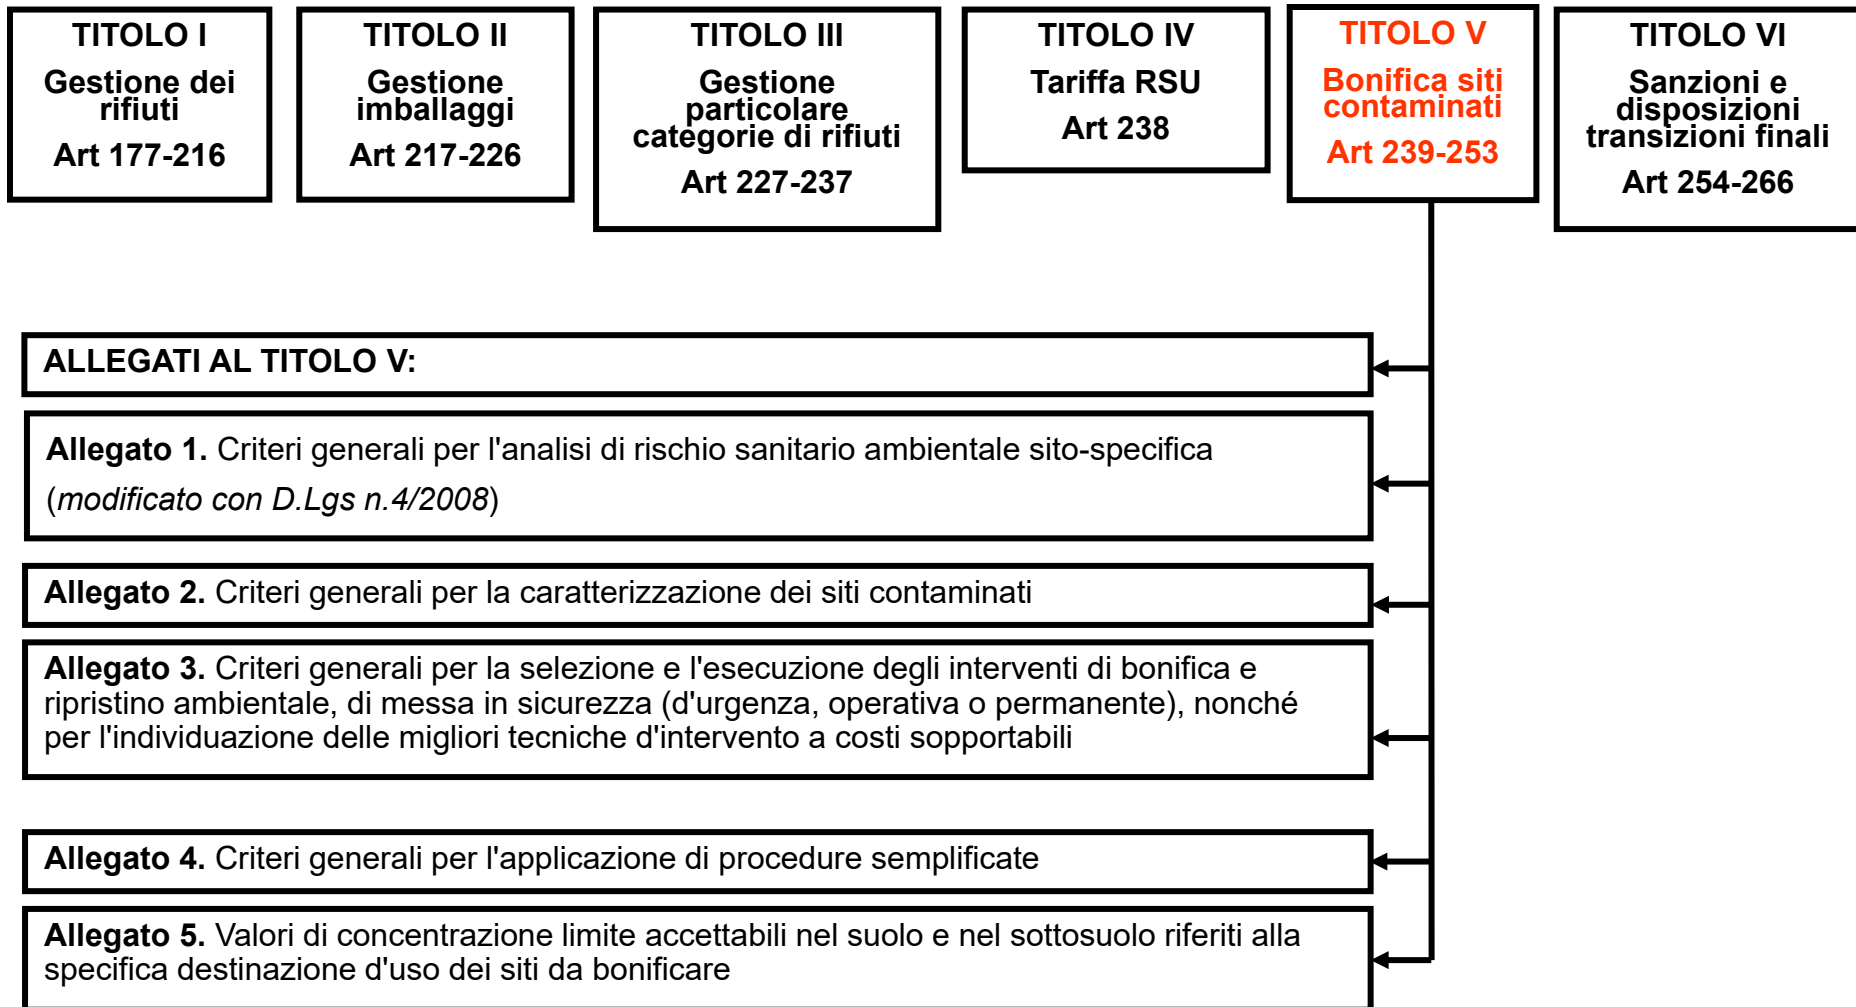 TITOLO I
Gestione dei
rifiuti
Art 177-216
TITOLO II
Gestione
imballaggi
Art 217-226
TITOLO III
Gestione
particolare
categorie di rifiuti
Art 227-237
TITOLO IV
Tariffa RSU
Art 238
TITOLO V
Bonifica siti
contaminati
Art 239-253
TITOLO VI
Sanzioni e
disposizioni
transizioni finali
Art 254-266
ALLEGATI AL TITOLO V:
Allegato 1. Criteri generali per l'analisi di rischio sanitario ambientale sito-specifica
(modificato con D.Lgs n.4/2008)
Allegato 2. Criteri generali per la caratterizzazione dei siti contaminati
Allegato 3. Criteri generali per la selezione e l'esecuzione degli interventi di bonifica e
ripristino ambientale, di messa in sicurezza (d'urgenza, operativa o permanente), nonché
per l'individuazione delle migliori tecniche d'intervento a costi sopportabili
Allegato 4. Criteri generali per l'applicazione di procedure semplificate
Allegato 5. Valori di concentrazione limite accettabili nel suolo e nel sottosuolo riferiti alla
specifica destinazione d'uso dei siti da bonificare